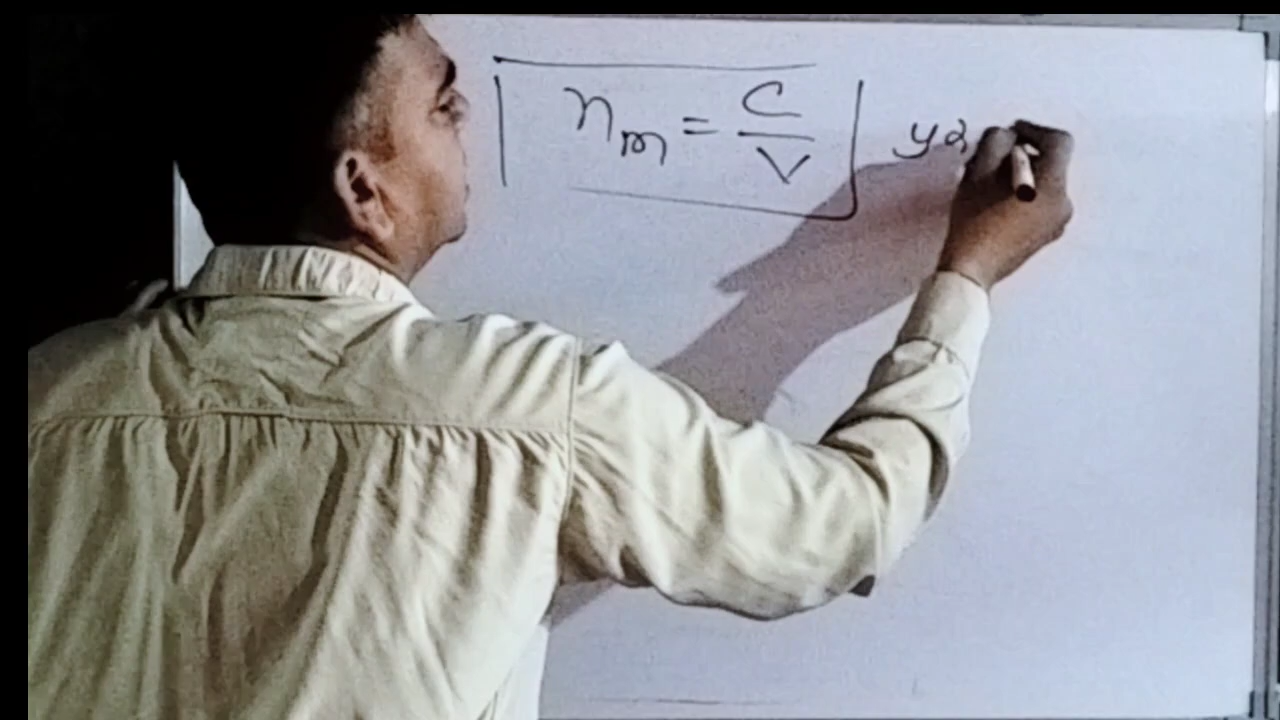 n_m = C/V